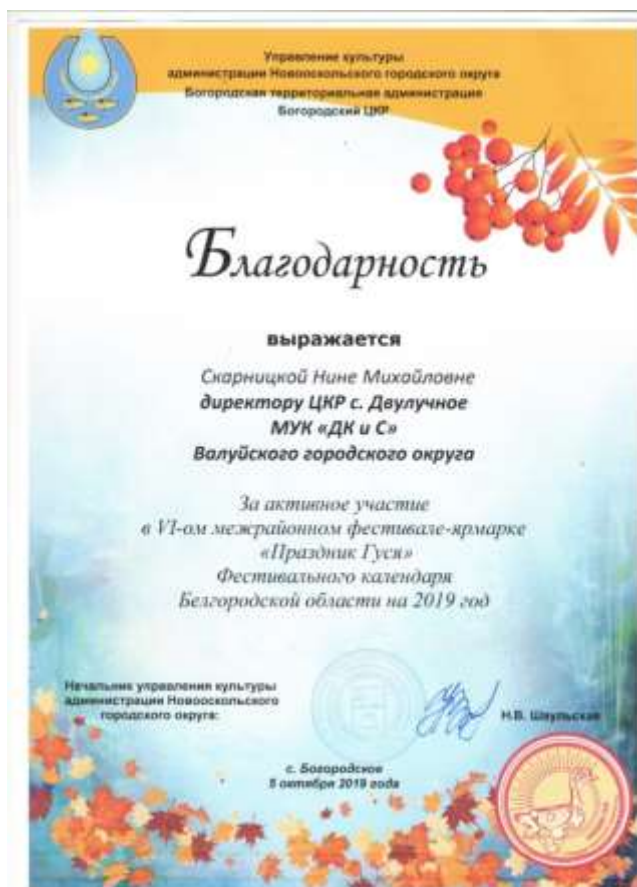 Управление культуры
администрации Новооскольского городского округа
Богородская территориальная администрация
Богородский ЦКР
Благодарность
выражается
Скарницкой Нине Михайловне
директору ЦКР с. Двулучное
МУК «ДК и С»
Валуйского городского округа
За активное участие
в VI-ом межрайонном фестивале-ярмарке
«Праздник Гуся»
Фестивального календаря
Белгородской области на 2019 год
Начальник управления культуры
администрации Новооскольского
городского округа:
Н.В. Шаульская
с. Богородское
5 октября 2019 года